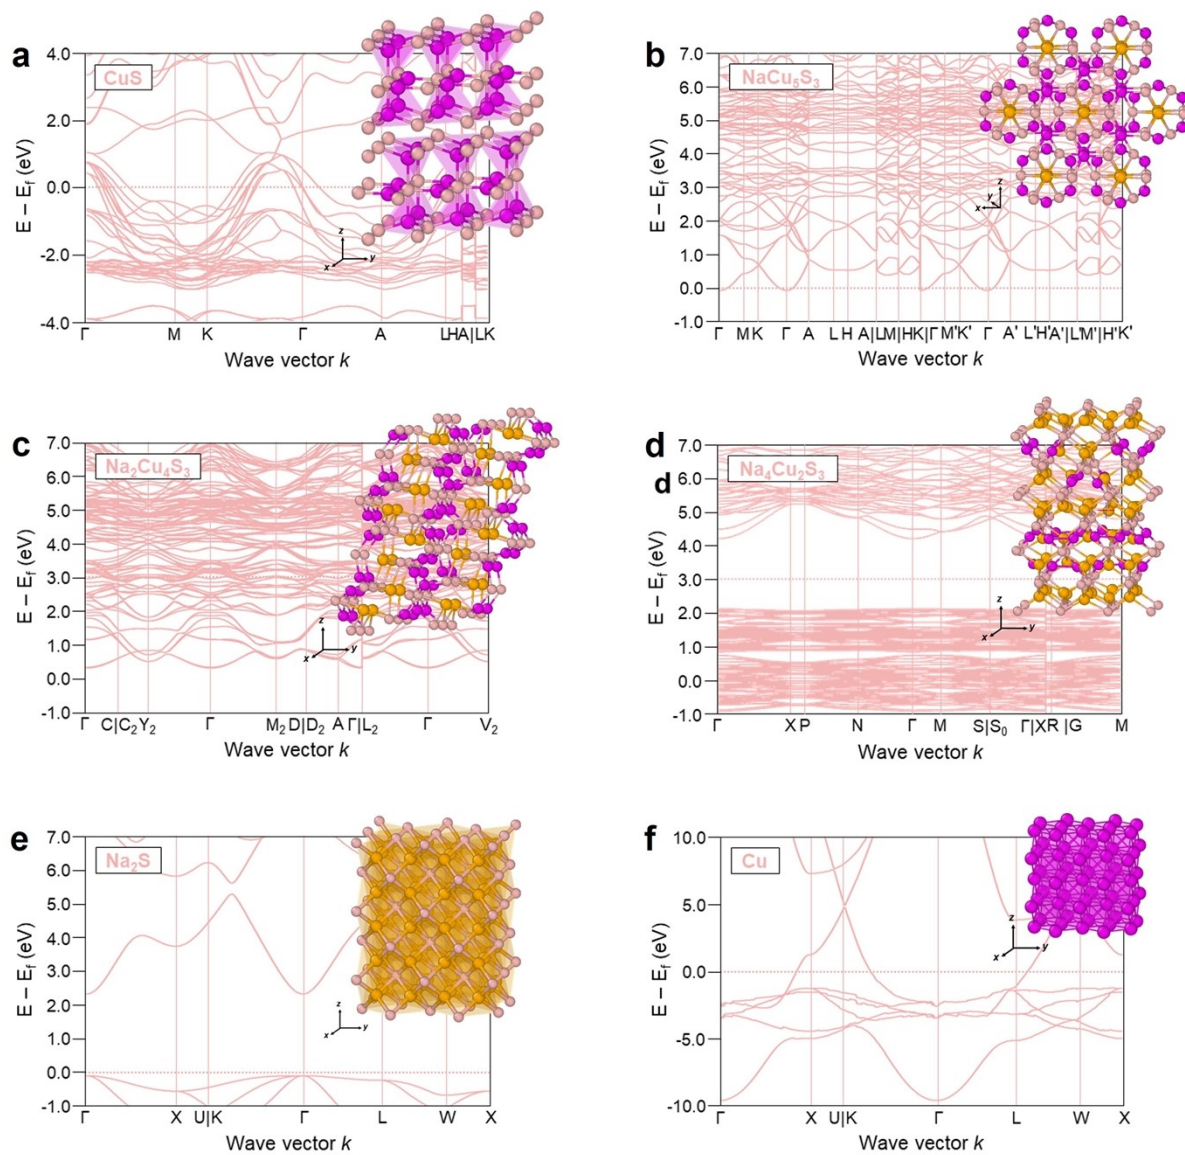 a
CuS
E − E_f (eV)
4.0
2.0
0.0
-2.0
-4.0
z
x
y
Γ M K Γ A LHA|LK
Wave vector k
b
NaCu₅S₃
E − E_f (eV)
7.0
6.0
5.0
4.0
3.0
2.0
1.0
0.0
-1.0
z
y
x
Γ M K Γ A L H A|LM|HK|Γ M'K' Γ A' L'H'A'|L'M'|H'K'
Wave vector k
c
Na₂Cu₄S₃
E − E_f (eV)
7.0
6.0
5.0
4.0
3.0
2.0
1.0
0.0
-1.0
z
x
y
Γ C|C₂Y₂ Γ M₂D|D₂ A Γ|L₂ Γ V₂
Wave vector k
d
d
Na₄Cu₂S₃
E − E_f (eV)
7.0
6.0
5.0
4.0
3.0
2.0
1.0
0.0
-1.0
z
x
y
Γ X P N Γ M S|S₀ Γ|XR |G M
Wave vector k
e
Na₂S
E − E_f (eV)
7.0
6.0
5.0
4.0
3.0
2.0
1.0
0.0
-1.0
z
x
y
Γ X U|K Γ L W X
Wave vector k
f
Cu
E − E_f (eV)
10.0
5.0
0.0
-5.0
-10.0
z
x
y
Γ X U|K Γ L W X
Wave vector k